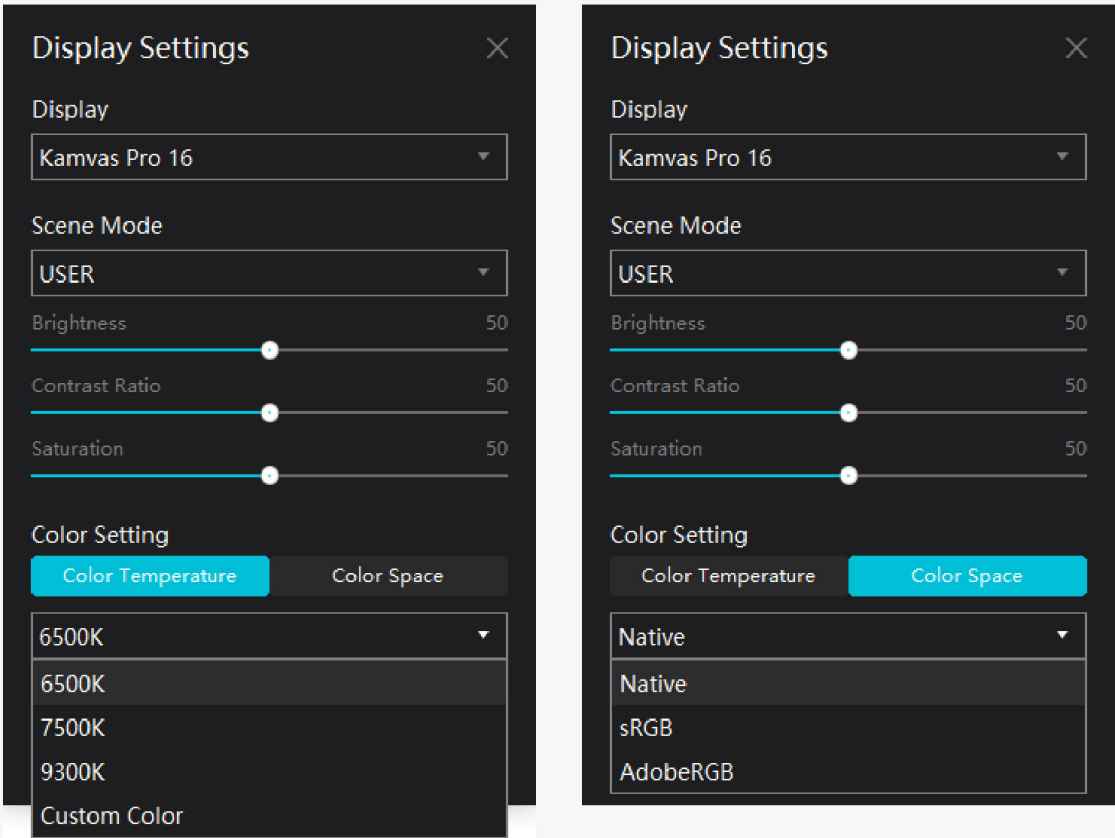 Display Settings
Display
Kamvas Pro 16
Scene Mode
USER
Brightness 50
Contrast Ratio 50
Saturation 50
Color Setting
Color Temperature Color Space
6500K
6500K
7500K
9300K
Custom Color
Display Settings
Display
Kamvas Pro 16
Scene Mode
USER
Brightness 50
Contrast Ratio 50
Saturation 50
Color Setting
Color Temperature Color Space
Native
Native
sRGB
AdobeRGB